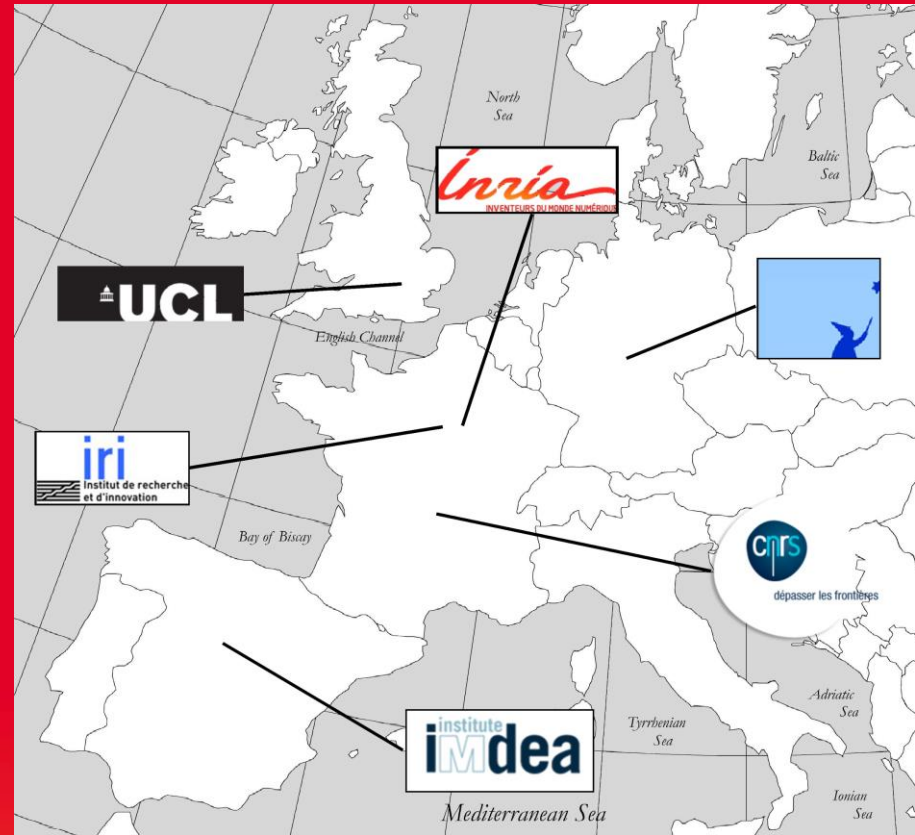 North
Sea
Baltic
Sea
inría
INVENTEURS DU MONDE NUMÉRIQUE
UCL
English Channel
iri
Institut de recherche
et d'innovation
Bay of Biscay
cnrs
dépasser les frontières
institute
iMdea
Adriatic
Sea
Tyrrhenian
Sea
Ionian
Sea
Mediterranean Sea